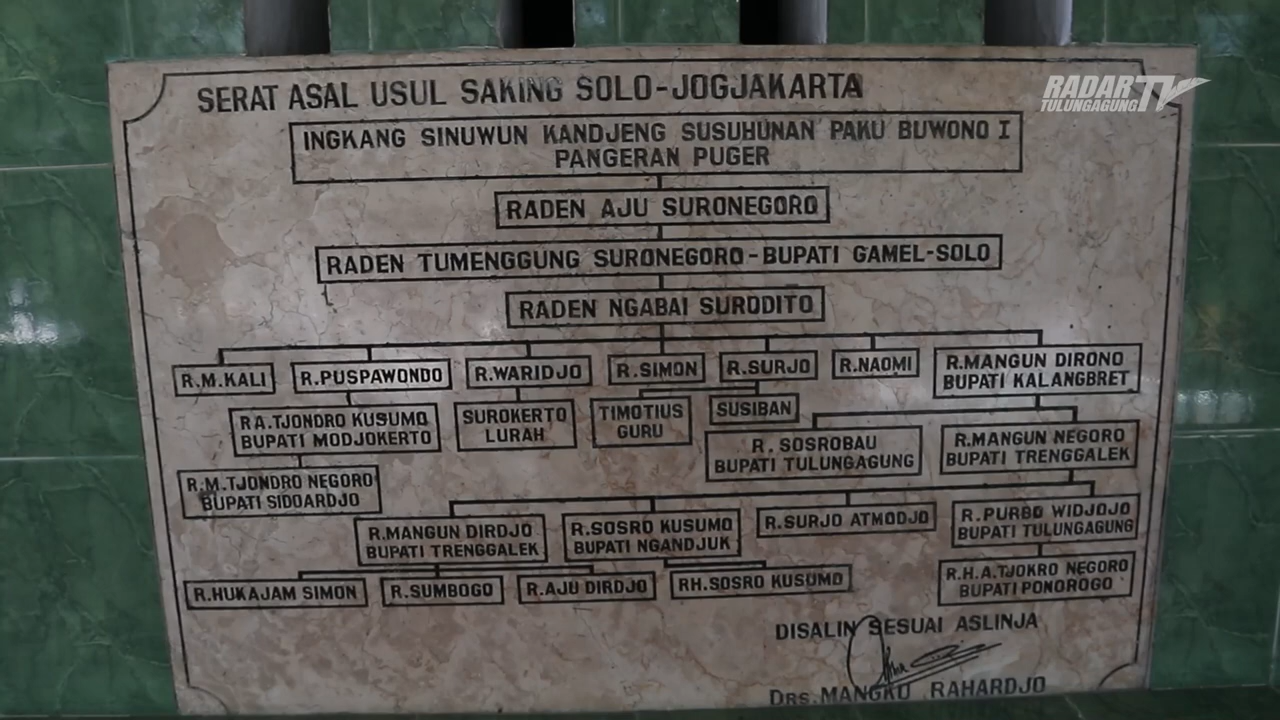 SERAT ASAL USUL SAKING SOLO-JOGJAKARTA
RADAR TV
TULUNGAGUNG
INGKANG SINUWUN KANDJENG SUSUHUNAN PAKU BUWONO I
PANGERAN PUGER
RADEN AJU SURONEGORO
RADEN TUMENGGUNG SURONEGORO-BUPATI GAMEL-SOLO
RADEN NGABAI SURODITO
R.M.KALI
R.PUSPAWONDO
R.WARIDJO
R.SIMON
R.SURJO
R.NAOMI
R.MANGUN DIRONO
BUPATI KALANGBRET
RA.TJONDRO KUSUMO
BUPATI MODJOKERTO
SUROKERTO
LURAH
TIMOTIUS
GURU
SUSIBAN
R. SOSROBAU
BUPATI TULUNGAGUNG
R.MANGUN NEGORO
BUPATI TRENGGALEK
R.M.TJONDRO NEGORO
BUPATI SIDOARDJO
R.MANGUN DIRDJO
BUPATI TRENGGALEK
R.SOSRO KUSUMO
BUPATI NGANDJUK
R.SURJO ATMODJO
R.PURBO WIDJOJO
BUPATI TULUNGAGUNG
R.HUKAJAM SIMON
R.SUMBOGO
R.AJU DIRDJO
RH.SOSRO KUSUMO
R.H.A.TJOKRO NEGORO
BUPATI PONOROGO
DISALIN SESUAI ASLINJA
DRS.MANGKU RAHARDJO